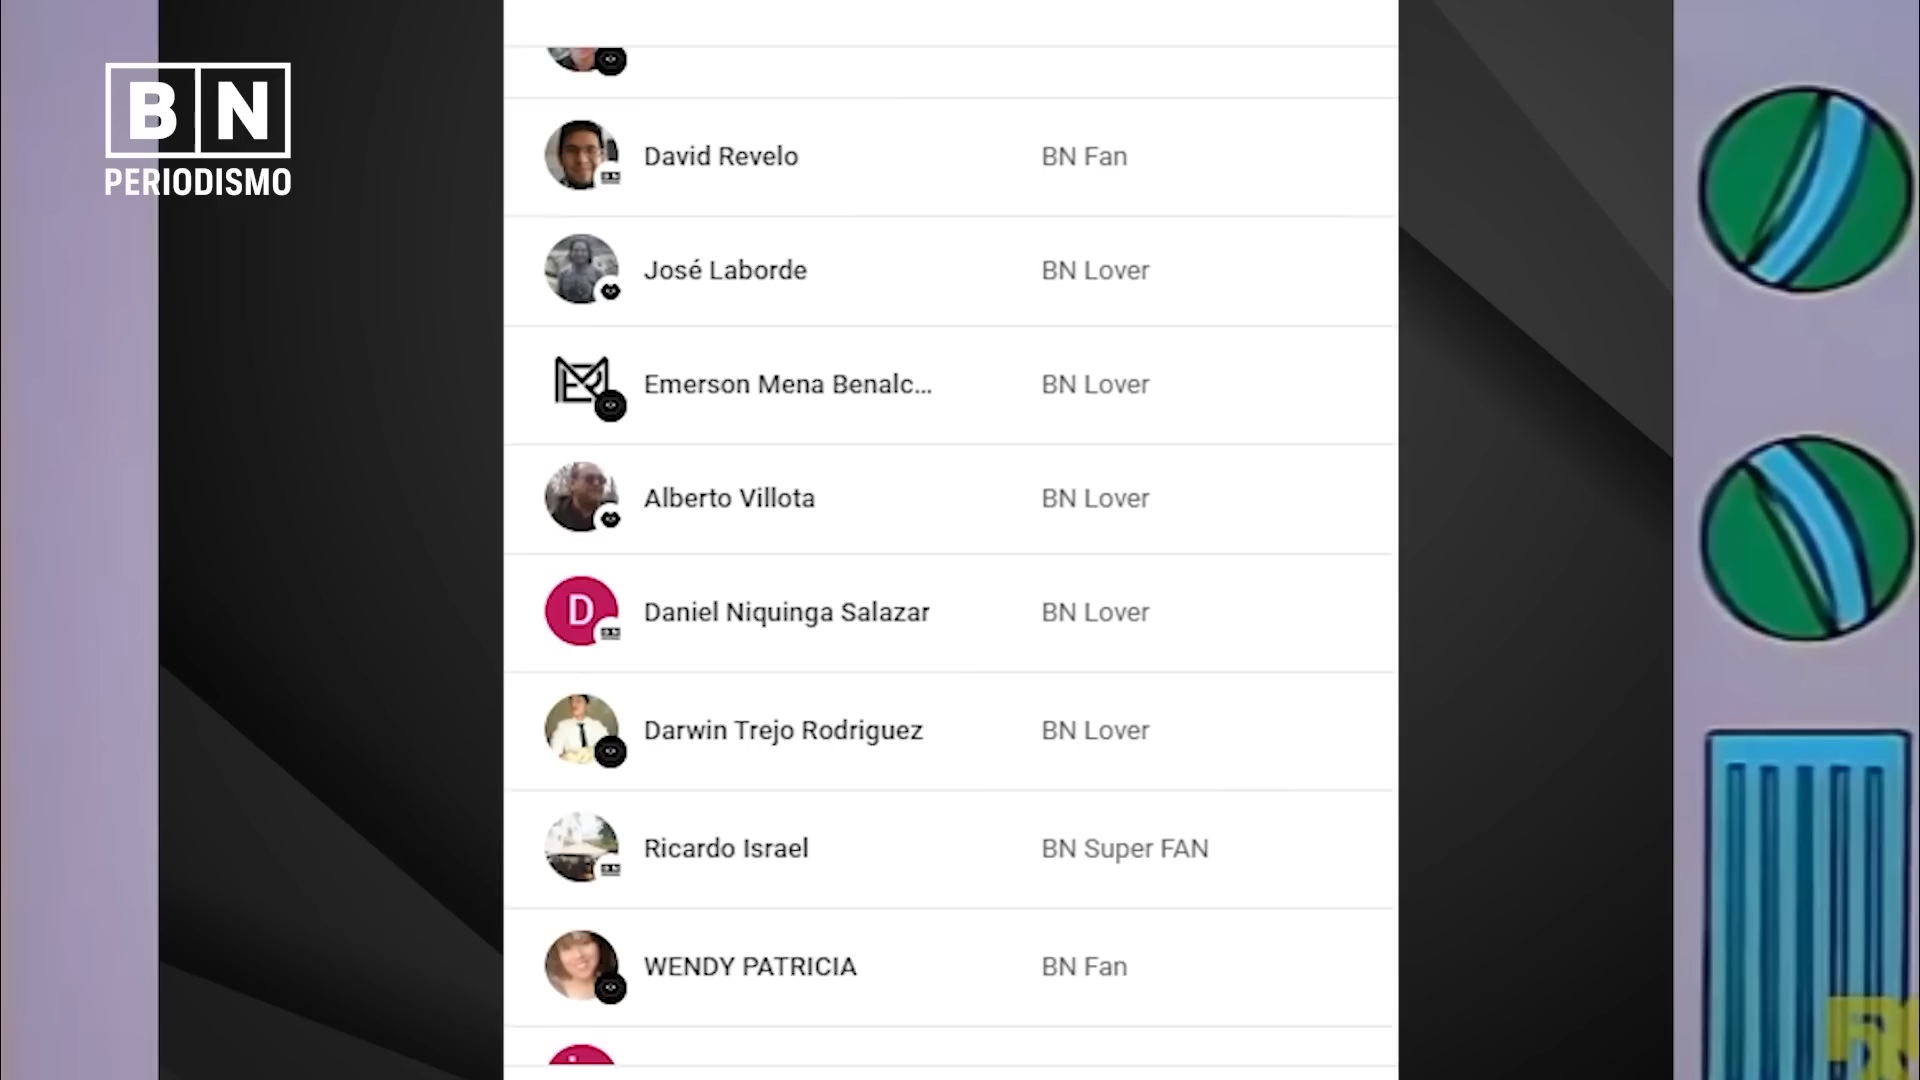 BN
PERIODISMO
David Revelo BN Fan
José Laborde BN Lover
Emerson Mena Benalc... BN Lover
Alberto Villota BN Lover
D
Daniel Niquinga Salazar BN Lover
Darwin Trejo Rodriguez BN Lover
Ricardo Israel BN Super FAN
WENDY PATRICIA BN Fan